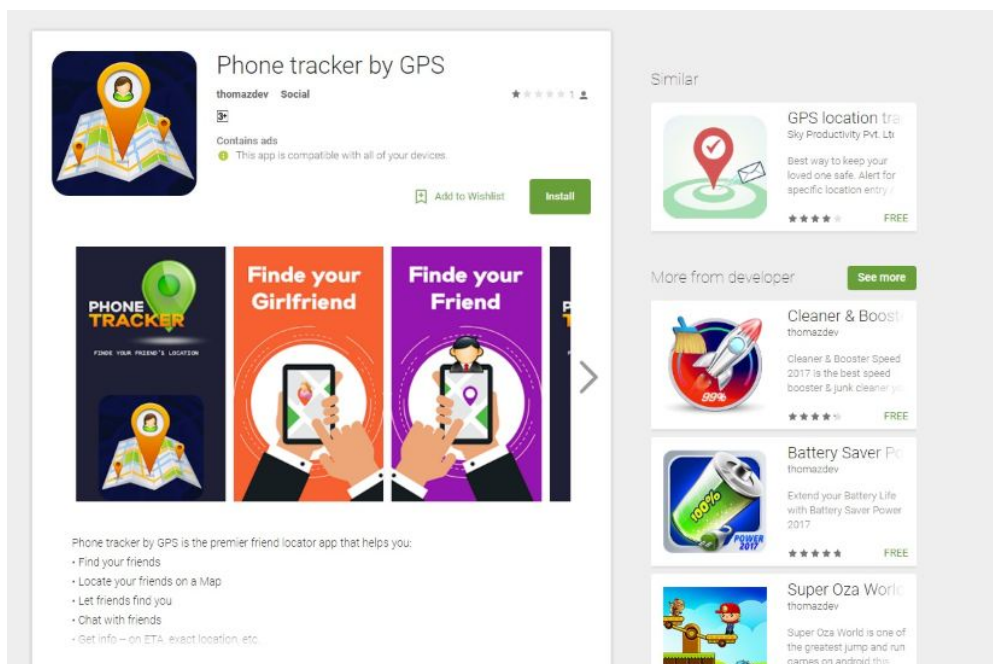 Phone tracker by GPS
thomazdev Social
1
3+
Contains ads
This app is compatible with all of your devices.
Add to Wishlist
Install
PHONE
TRACKER
FINDE YOUR FRIEND'S LOCATION
Finde your
Girlfriend
Finde your
Friend
Phone tracker by GPS is the premier friend locator app that helps you:
• Find your friends
• Locate your friends on a Map
• Let friends find you
• Chat with friends
• Get info – on ETA, exact location, etc.
Similar
GPS location tra
Sky Productivity Pvt. Lt
Best way to keep your
loved one safe. Alert for
specific location entry
FREE
More from developer
See more
Cleaner & Boost
thomazdev
Cleaner & Booster Speed
2017 is the best speed
booster & junk cleaner yo
99%
FREE
Battery Saver Po
thomazdev
Extend your Battery Life
with Battery Saver Power
2017
100%
POWER
2017
FREE
Super Oza World
thomazdev
Super Oza World is one of
the greatest jump and run
games on android this